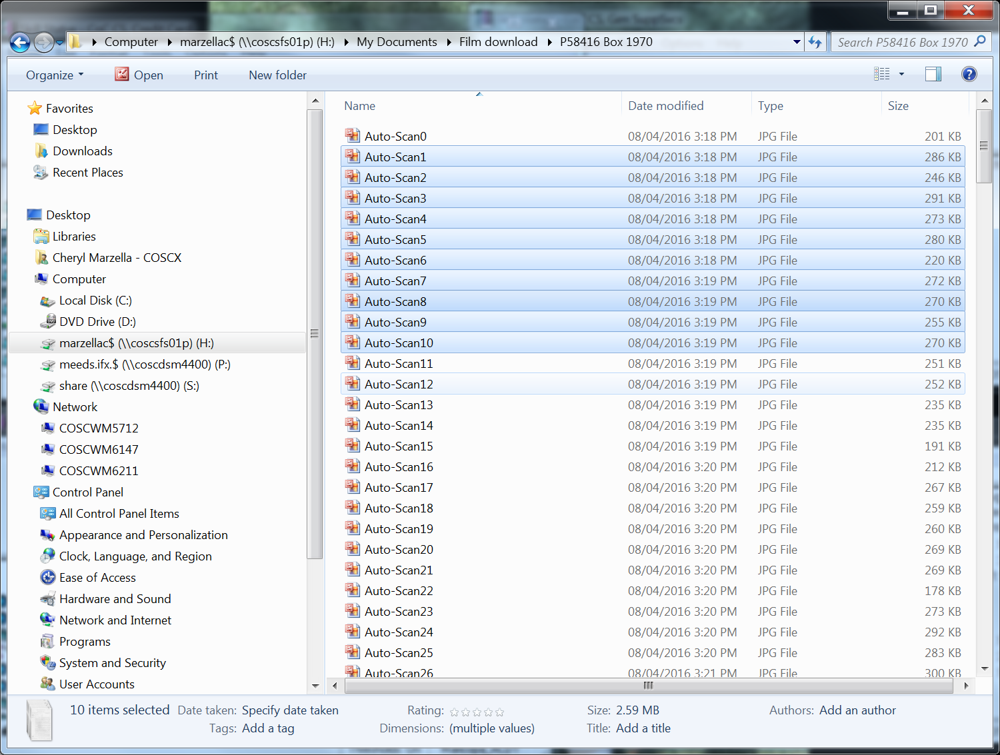 Computer ▸ marzellac$ (\\coscsfs01p) (H:) ▸ My Documents ▸ Film download ▸ P58416 Box 1970
Search P58416 Box 1970
Organize Open Print New folder
Favorites
Desktop
Downloads
Recent Places
Desktop
Libraries
Cheryl Marzella - COSCX
Computer
Local Disk (C:)
DVD Drive (D:)
marzellac$ (\\coscsfs01p) (H:)
meeds.ifx.$ (\\coscdsm4400) (P:)
share (\\coscdsm4400) (S:)
Network
COSCWM5712
COSCWM6147
COSCWM6211
Control Panel
All Control Panel Items
Appearance and Personalization
Clock, Language, and Region
Ease of Access
Hardware and Sound
Network and Internet
Programs
System and Security
User Accounts
Name Date modified Type Size
Auto-Scan0 08/04/2016 3:18 PM JPG File 201 KB
Auto-Scan1 08/04/2016 3:18 PM JPG File 286 KB
Auto-Scan2 08/04/2016 3:18 PM JPG File 246 KB
Auto-Scan3 08/04/2016 3:18 PM JPG File 291 KB
Auto-Scan4 08/04/2016 3:18 PM JPG File 273 KB
Auto-Scan5 08/04/2016 3:18 PM JPG File 280 KB
Auto-Scan6 08/04/2016 3:18 PM JPG File 220 KB
Auto-Scan7 08/04/2016 3:19 PM JPG File 272 KB
Auto-Scan8 08/04/2016 3:19 PM JPG File 270 KB
Auto-Scan9 08/04/2016 3:19 PM JPG File 255 KB
Auto-Scan10 08/04/2016 3:19 PM JPG File 270 KB
Auto-Scan11 08/04/2016 3:19 PM JPG File 251 KB
Auto-Scan12 08/04/2016 3:19 PM JPG File 252 KB
Auto-Scan13 08/04/2016 3:19 PM JPG File 235 KB
Auto-Scan14 08/04/2016 3:19 PM JPG File 235 KB
Auto-Scan15 08/04/2016 3:19 PM JPG File 191 KB
Auto-Scan16 08/04/2016 3:20 PM JPG File 212 KB
Auto-Scan17 08/04/2016 3:20 PM JPG File 267 KB
Auto-Scan18 08/04/2016 3:20 PM JPG File 259 KB
Auto-Scan19 08/04/2016 3:20 PM JPG File 260 KB
Auto-Scan20 08/04/2016 3:20 PM JPG File 269 KB
Auto-Scan21 08/04/2016 3:20 PM JPG File 269 KB
Auto-Scan22 08/04/2016 3:20 PM JPG File 178 KB
Auto-Scan23 08/04/2016 3:20 PM JPG File 273 KB
Auto-Scan24 08/04/2016 3:20 PM JPG File 292 KB
Auto-Scan25 08/04/2016 3:20 PM JPG File 283 KB
Auto-Scan26 08/04/2016 3:21 PM JPG File 300 KB
10 items selected Date taken: Specify date taken Rating: Size: 2.59 MB Authors: Add an author
Tags: Add a tag Dimensions: (multiple values) Title: Add a title